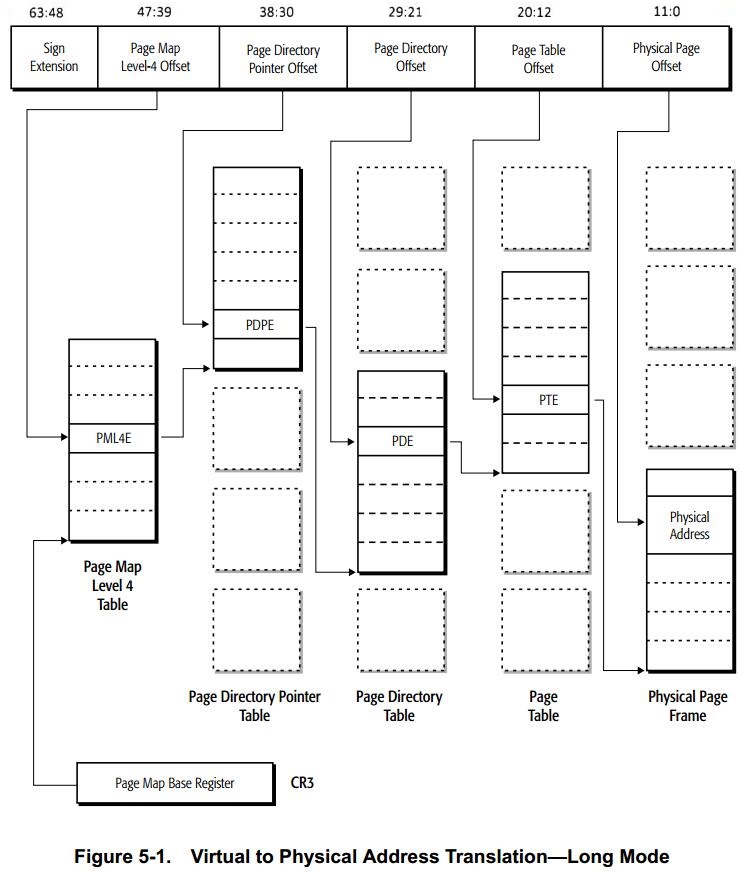 63:48 47:39 38:30 29:21 20:12 11:0
Sign
Extension
Page Map
Level-4 Offset
Page Directory
Pointer Offset
Page Directory
Offset
Page Table
Offset
Physical Page
Offset
PDPE
PTE
PML4E
PDE
Physical
Address
Page Map
Level 4
Table
Page Directory Pointer
Table
Page Directory
Table
Page
Table
Physical Page
Frame
Page Map Base Register
CR3
Figure 5-1. Virtual to Physical Address Translation—Long Mode